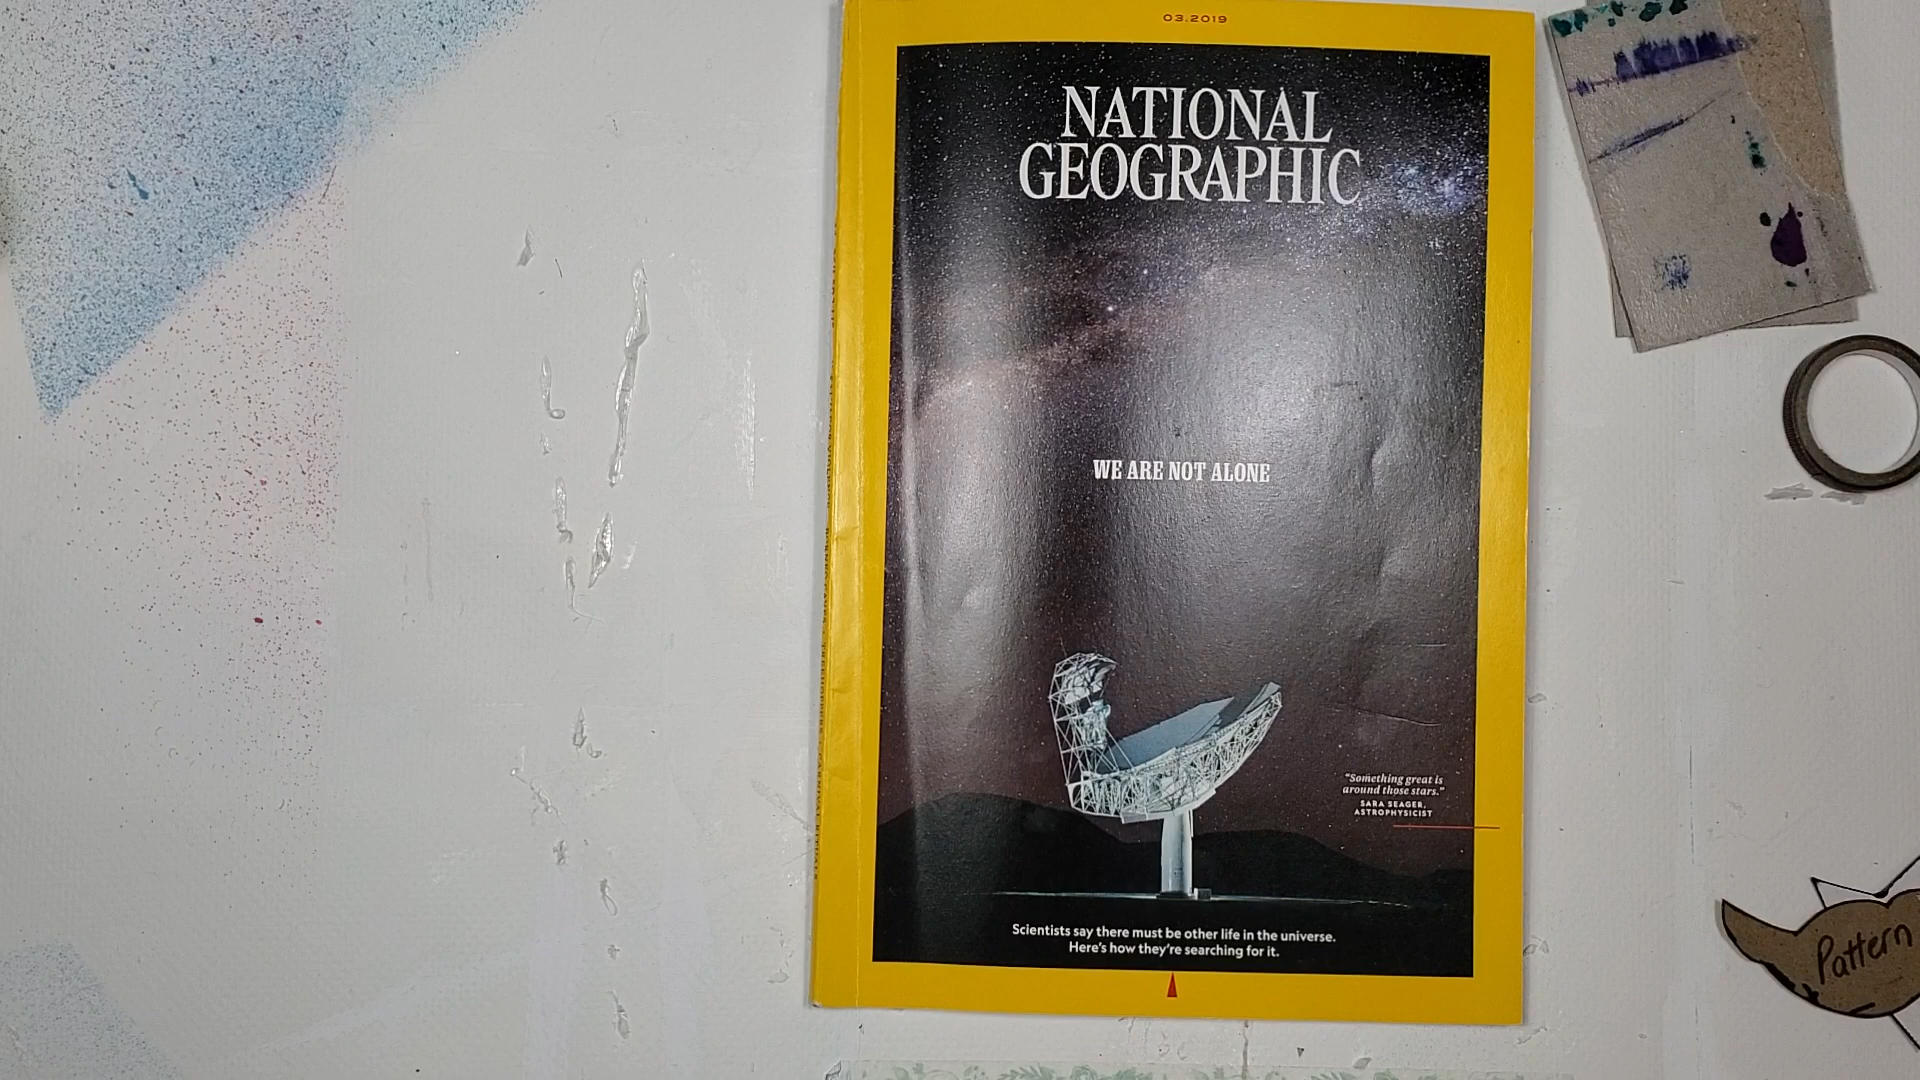 03.2019
NATIONAL
GEOGRAPHIC
WE ARE NOT ALONE
“Something great is
around those stars.”
SARA SEAGER,
ASTROPHYSICIST
Scientists say there must be other life in the universe.
Here's how they're searching for it.
Pattern